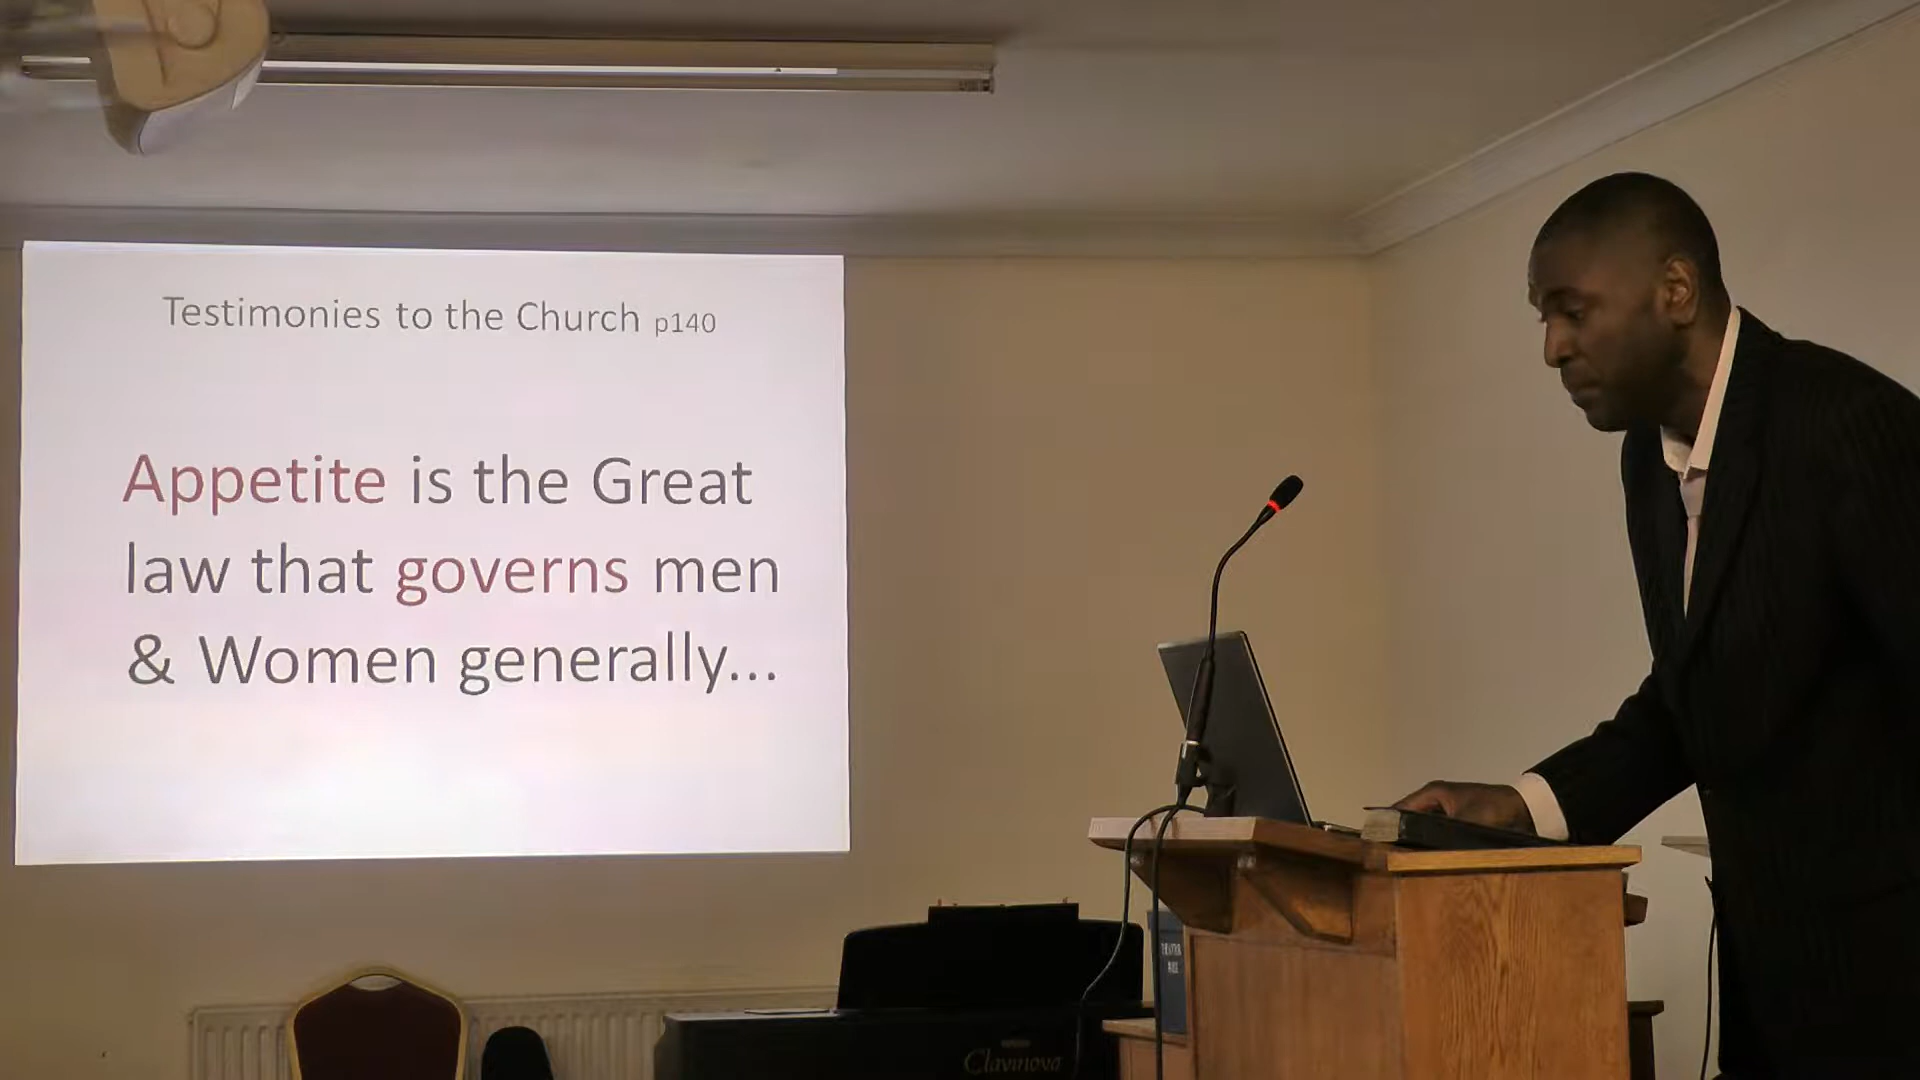 Testimonies to the Church p140
Appetite is the Great
law that governs men
& Women generally...
Clavinova